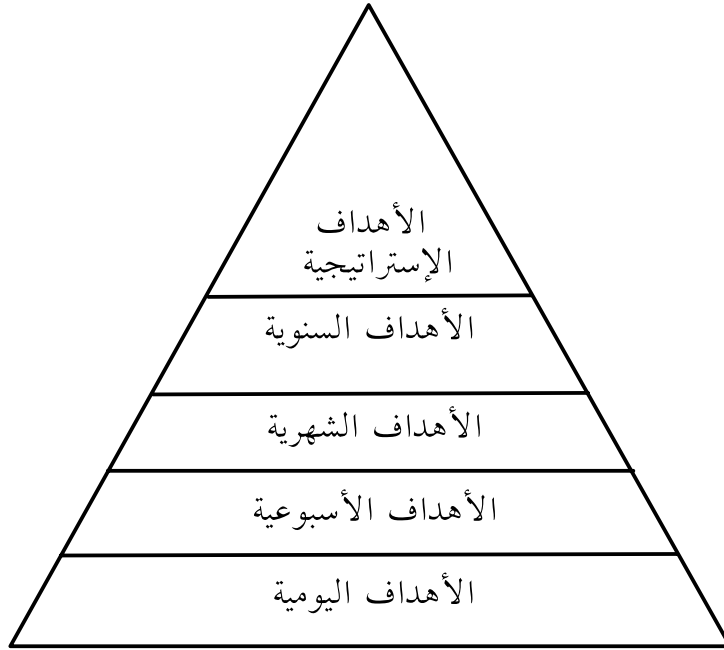 الأهداف
الإستراتيجية
الأهداف السنوية
الأهداف الشهرية
الأهداف الأسبوعية
الأهداف اليومية